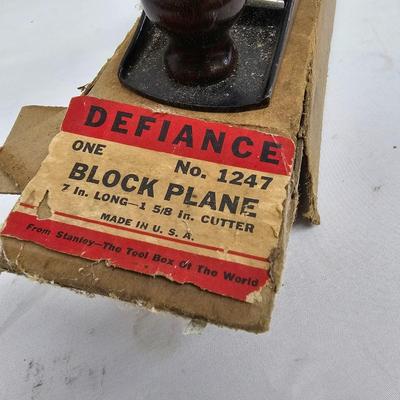 DEFIANCE
ONE No. 1247
BLOCK PLANE
7 In. LONG—1 5/8 in. CUTTER
MADE IN U. S. A.
From Stanley—The Tool Box Of The World